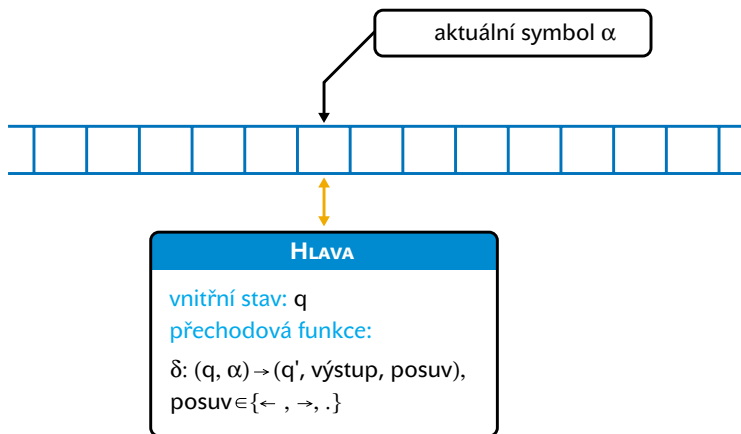 aktuální symbol α
HLAVA
vnitřní stav: q
přechodová funkce:
δ: (q, α)→(q', výstup, posuv),
posuv∈{← , →, .}